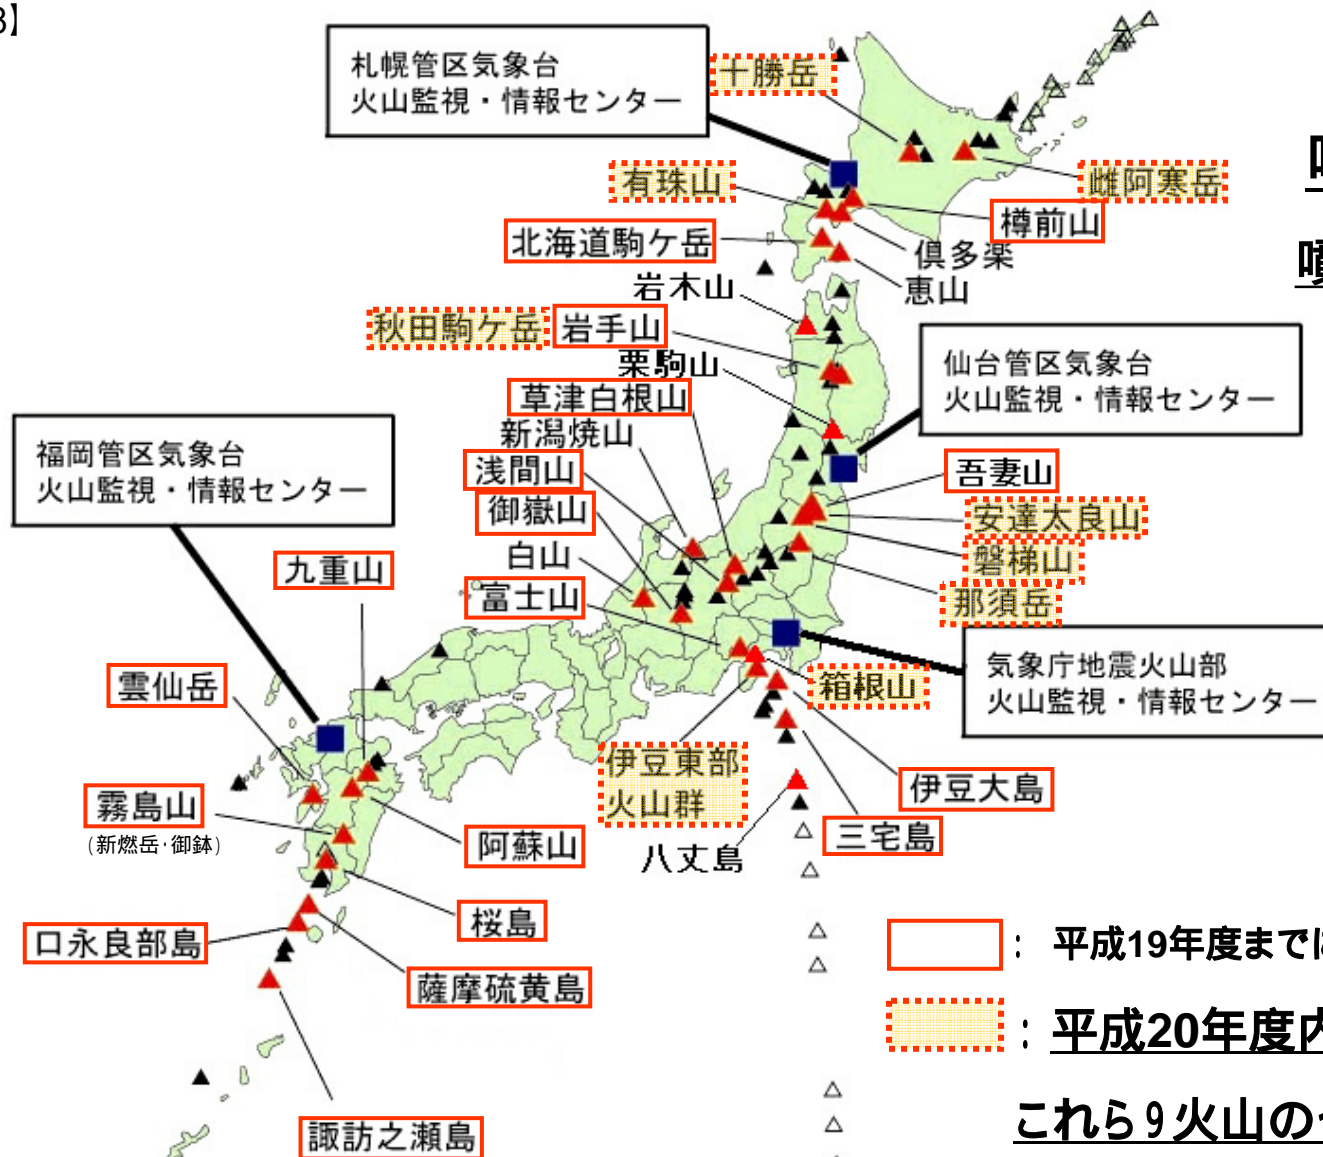 3】
札幌管区気象台
火山監視・情報センター
十勝岳
有珠山
雌阿寒岳
樽前山
北海道駒ケ岳
倶多楽
恵山
岩木山
秋田駒ケ岳
岩手山
栗駒山
仙台管区気象台
火山監視・情報センター
草津白根山
新潟焼山
浅間山
吾妻山
御嶽山
安達太良山
白山
磐梯山
富士山
那須岳
福岡管区気象台
火山監視・情報センター
九重山
気象庁地震火山部
火山監視・情報センター
雲仙岳
箱根山
伊豆東部
火山群
伊豆大島
霧島山
(新燃岳・御鉢)
阿蘇山
三宅島
八丈島
桜島
口永良部島
薩摩硫黄島
諏訪之瀬島
噴
: 平成19年度までに
: 平成20年度内
これら9火山の